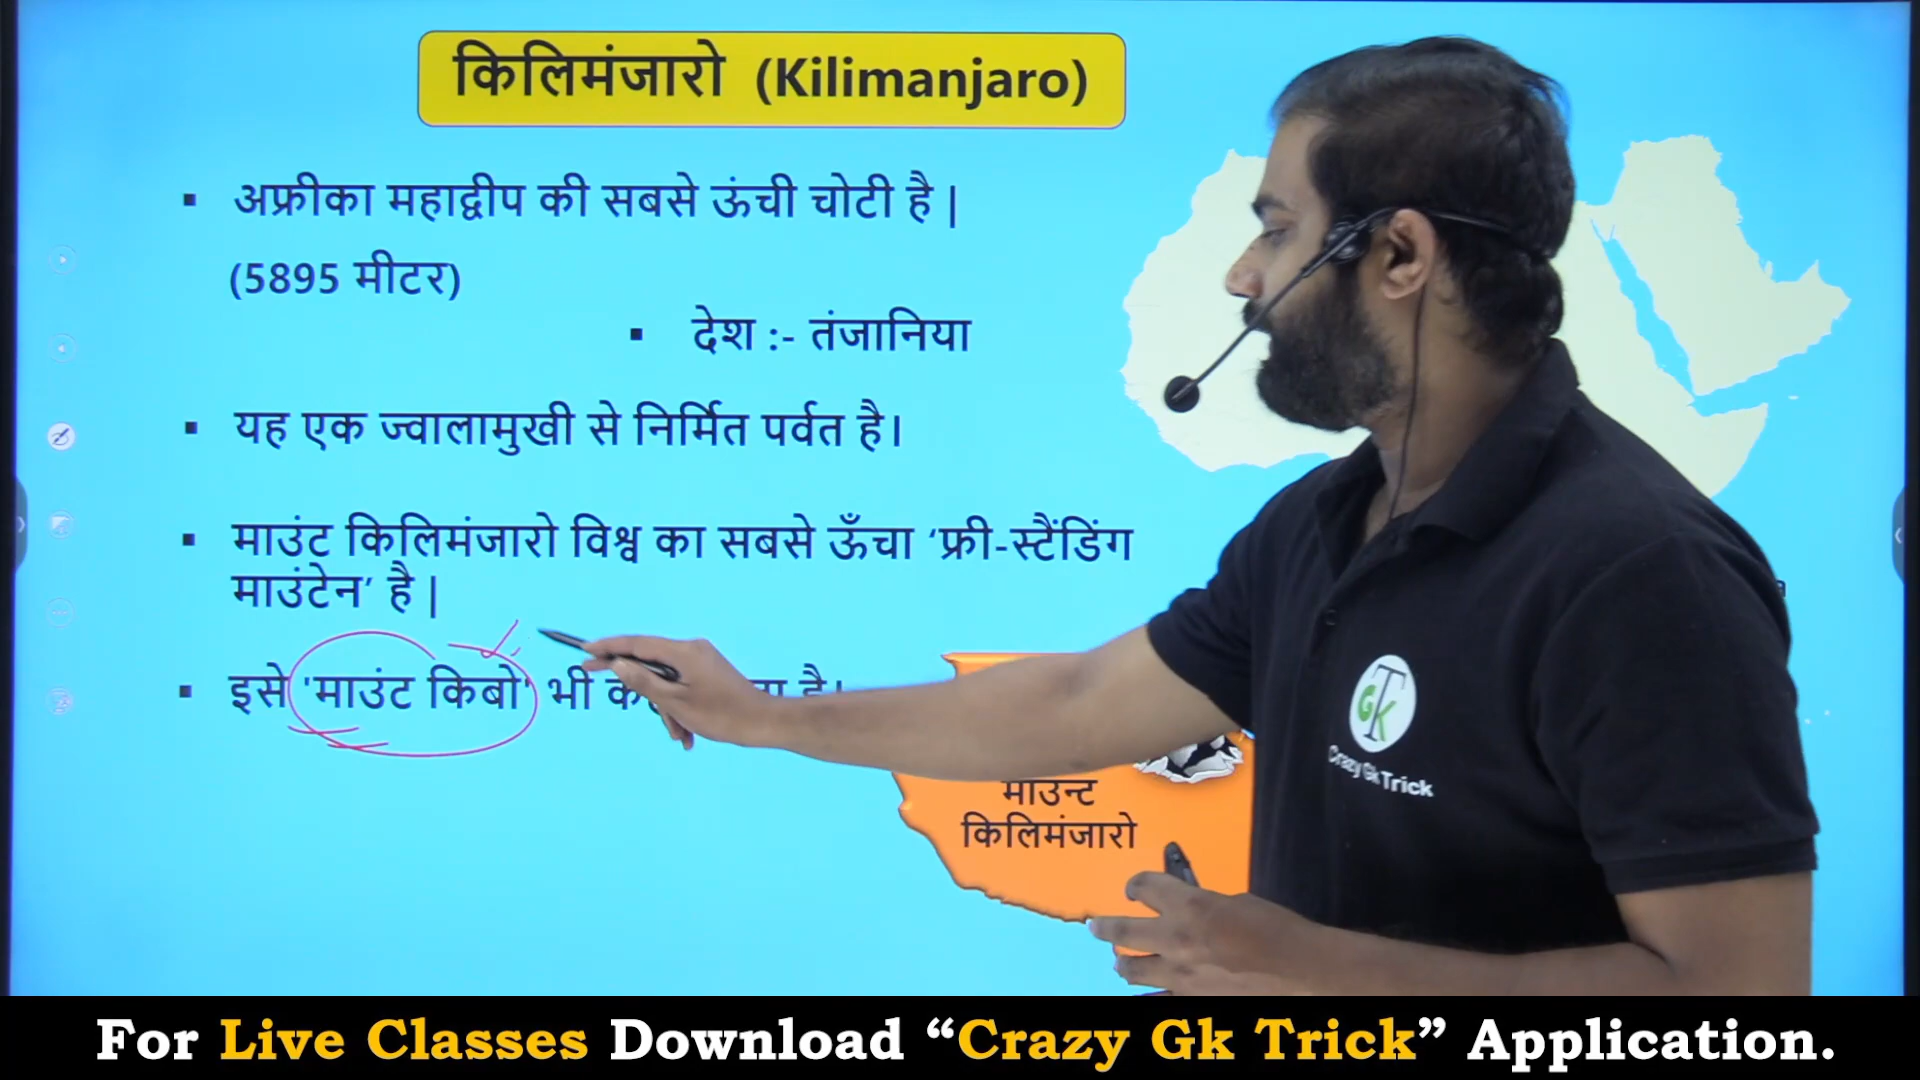 किलिमंजारो (Kilimanjaro)
▪ अफ्रीका महाद्वीप की सबसे ऊंची चोटी है |
(5895 मीटर)
▪ देश :- तंजानिया
▪ यह एक ज्वालामुखी से निर्मित पर्वत है।
▪ माउंट किलिमंजारो विश्व का सबसे ऊँचा ‘फ्री-स्टैंडिंग
माउंटेन’ है |
▪ इसे 'माउंट किबो' भी है।
माउन्ट
किलिमंजारो
GTK
Crazy Gk Trick
For Live Classes Download “Crazy Gk Trick” Application.